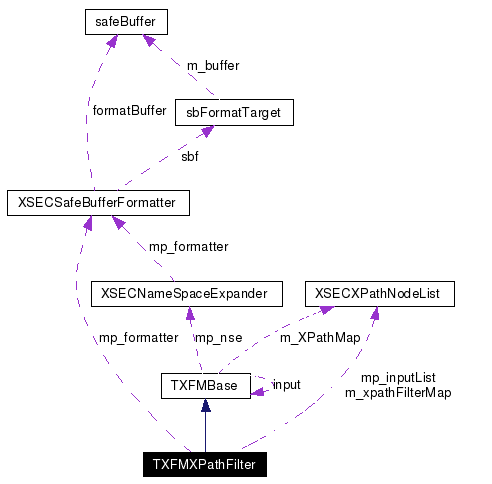 safeBuffer
m_buffer
formatBuffer
sbFormatTarget
sbf
XSECSafeBufferFormatter
mp_formatter
XSECNameSpaceExpander
XSECXPathNodeList
mp_formatter
mp_nse
m_XPathMap
TXFMBase
input
mp_inputList
m_xpathFilterMap
TXFMXPathFilter